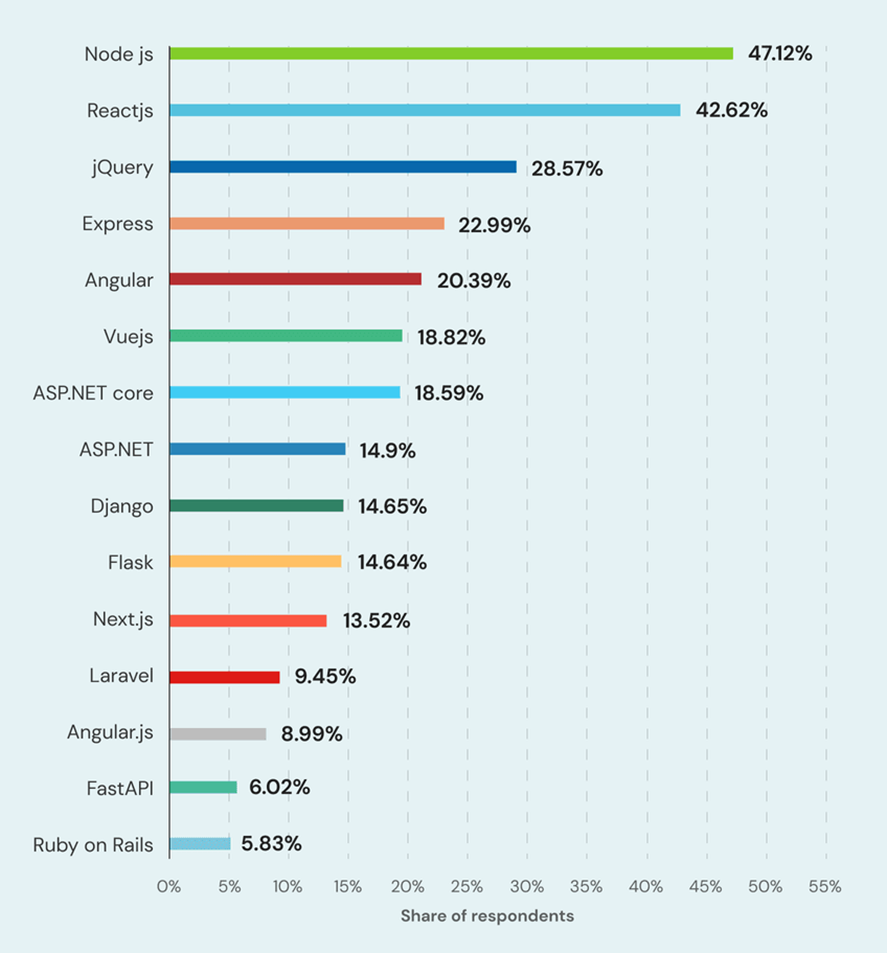 Node js 47.12%
Reactjs 42.62%
jQuery 28.57%
Express 22.99%
Angular 20.39%
Vuejs 18.82%
ASP.NET core 18.59%
ASP.NET 14.9%
Django 14.65%
Flask 14.64%
Next.js 13.52%
Laravel 9.45%
Angular.js 8.99%
FastAPI 6.02%
Ruby on Rails 5.83%
0% 5% 10% 15% 20% 25% 30% 35% 40% 45% 50% 55%
Share of respondents